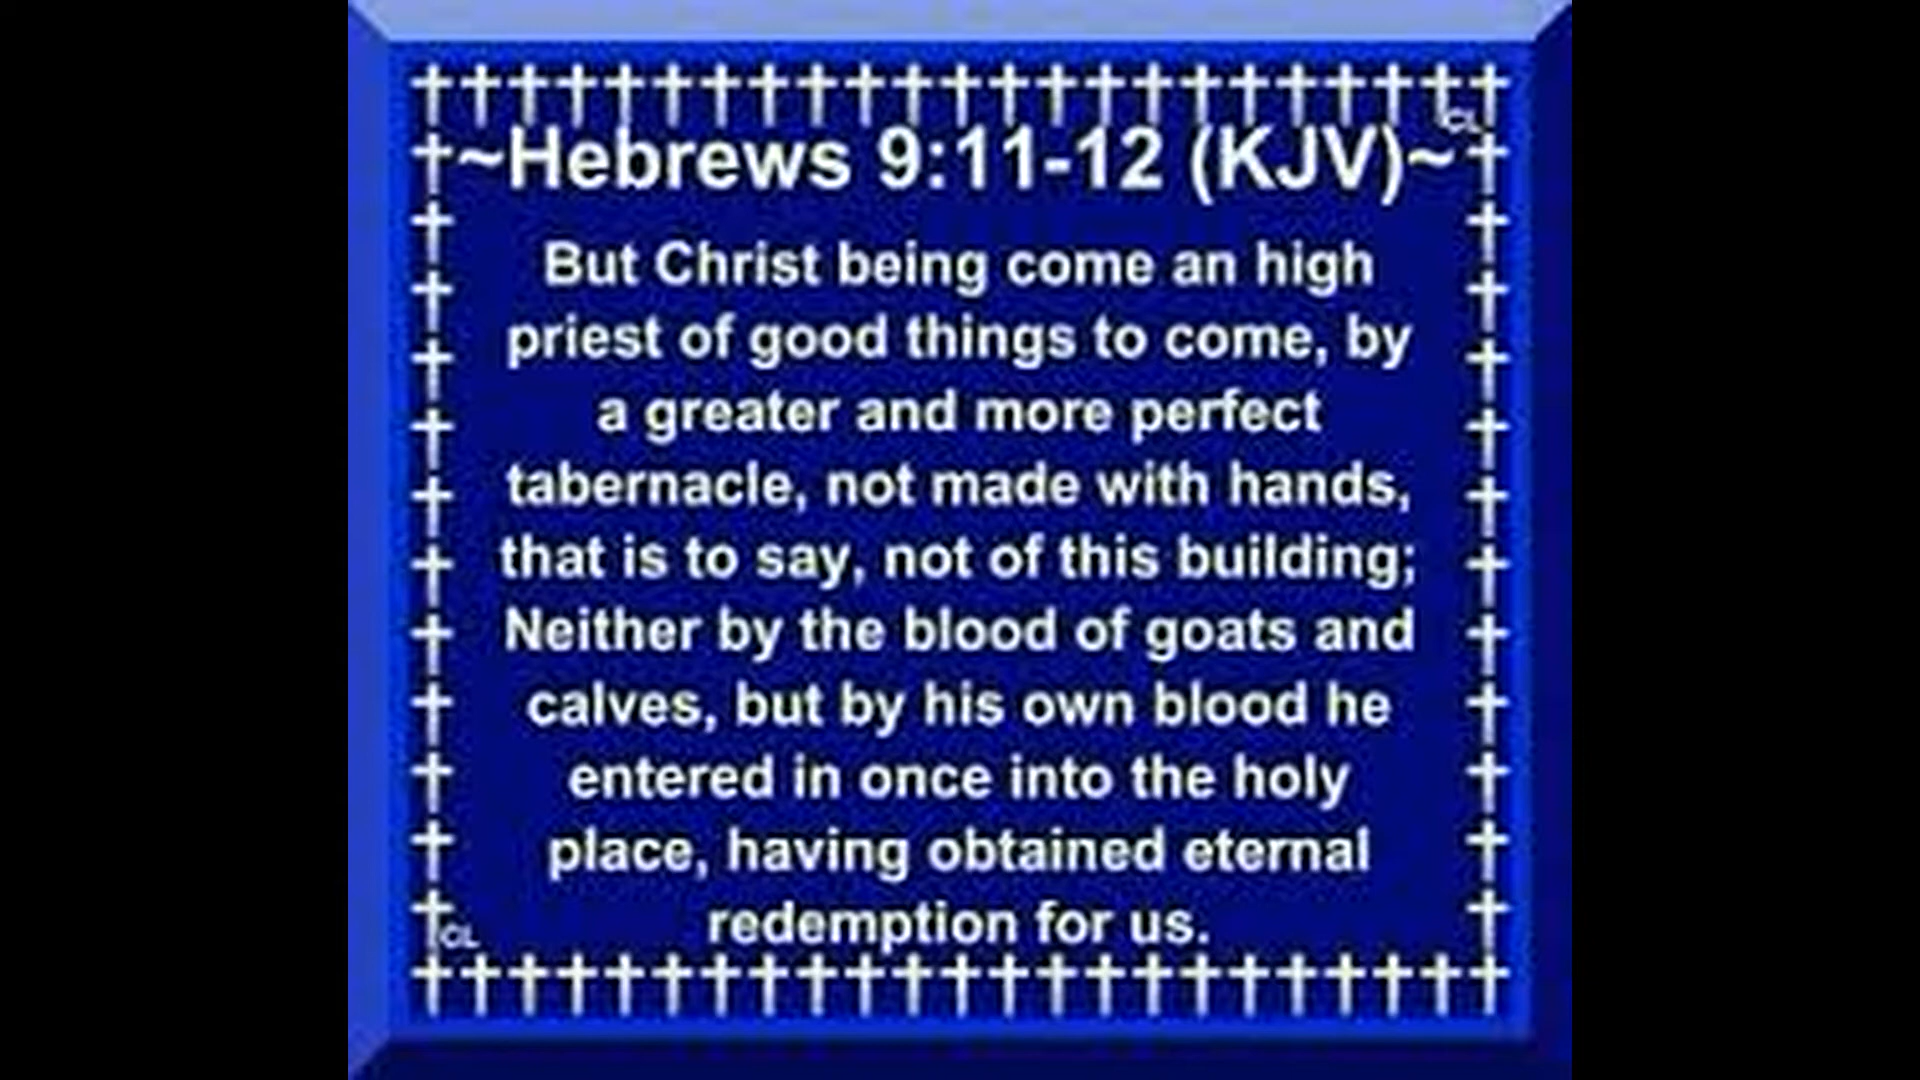 CL
~Hebrews 9:11-12 (KJV)~
But Christ being come an high
priest of good things to come, by
a greater and more perfect
tabernacle, not made with hands,
that is to say, not of this building;
Neither by the blood of goats and
calves, but by his own blood he
entered in once into the holy
place, having obtained eternal
redemption for us.
CL